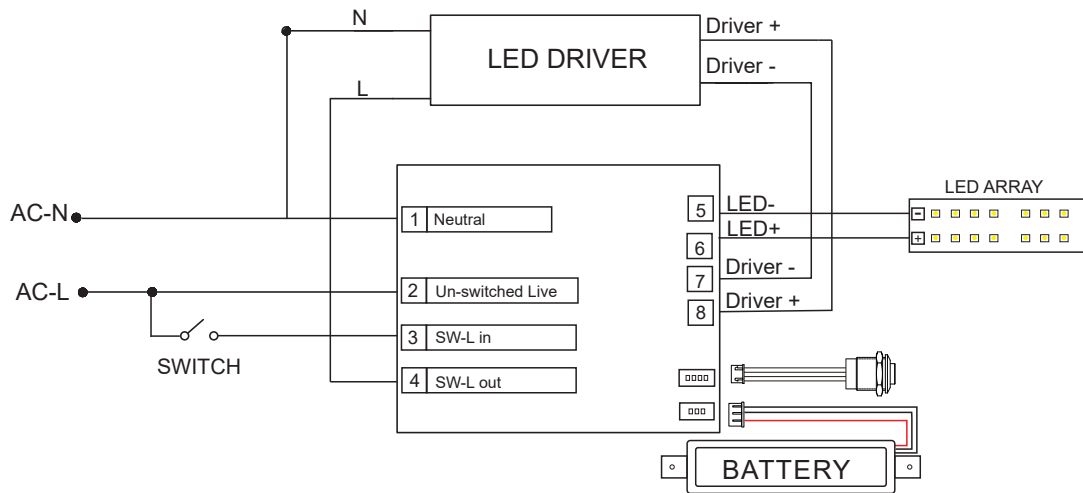 N
Driver +
LED DRIVER
Driver -
L
LED ARRAY
AC-N
1 Neutral
5 LED-
-
LED+
6
+
AC-L
2 Un-switched Live
7 Driver -
8 Driver +
3 SW-L in
SWITCH
4 SW-L out
BATTERY